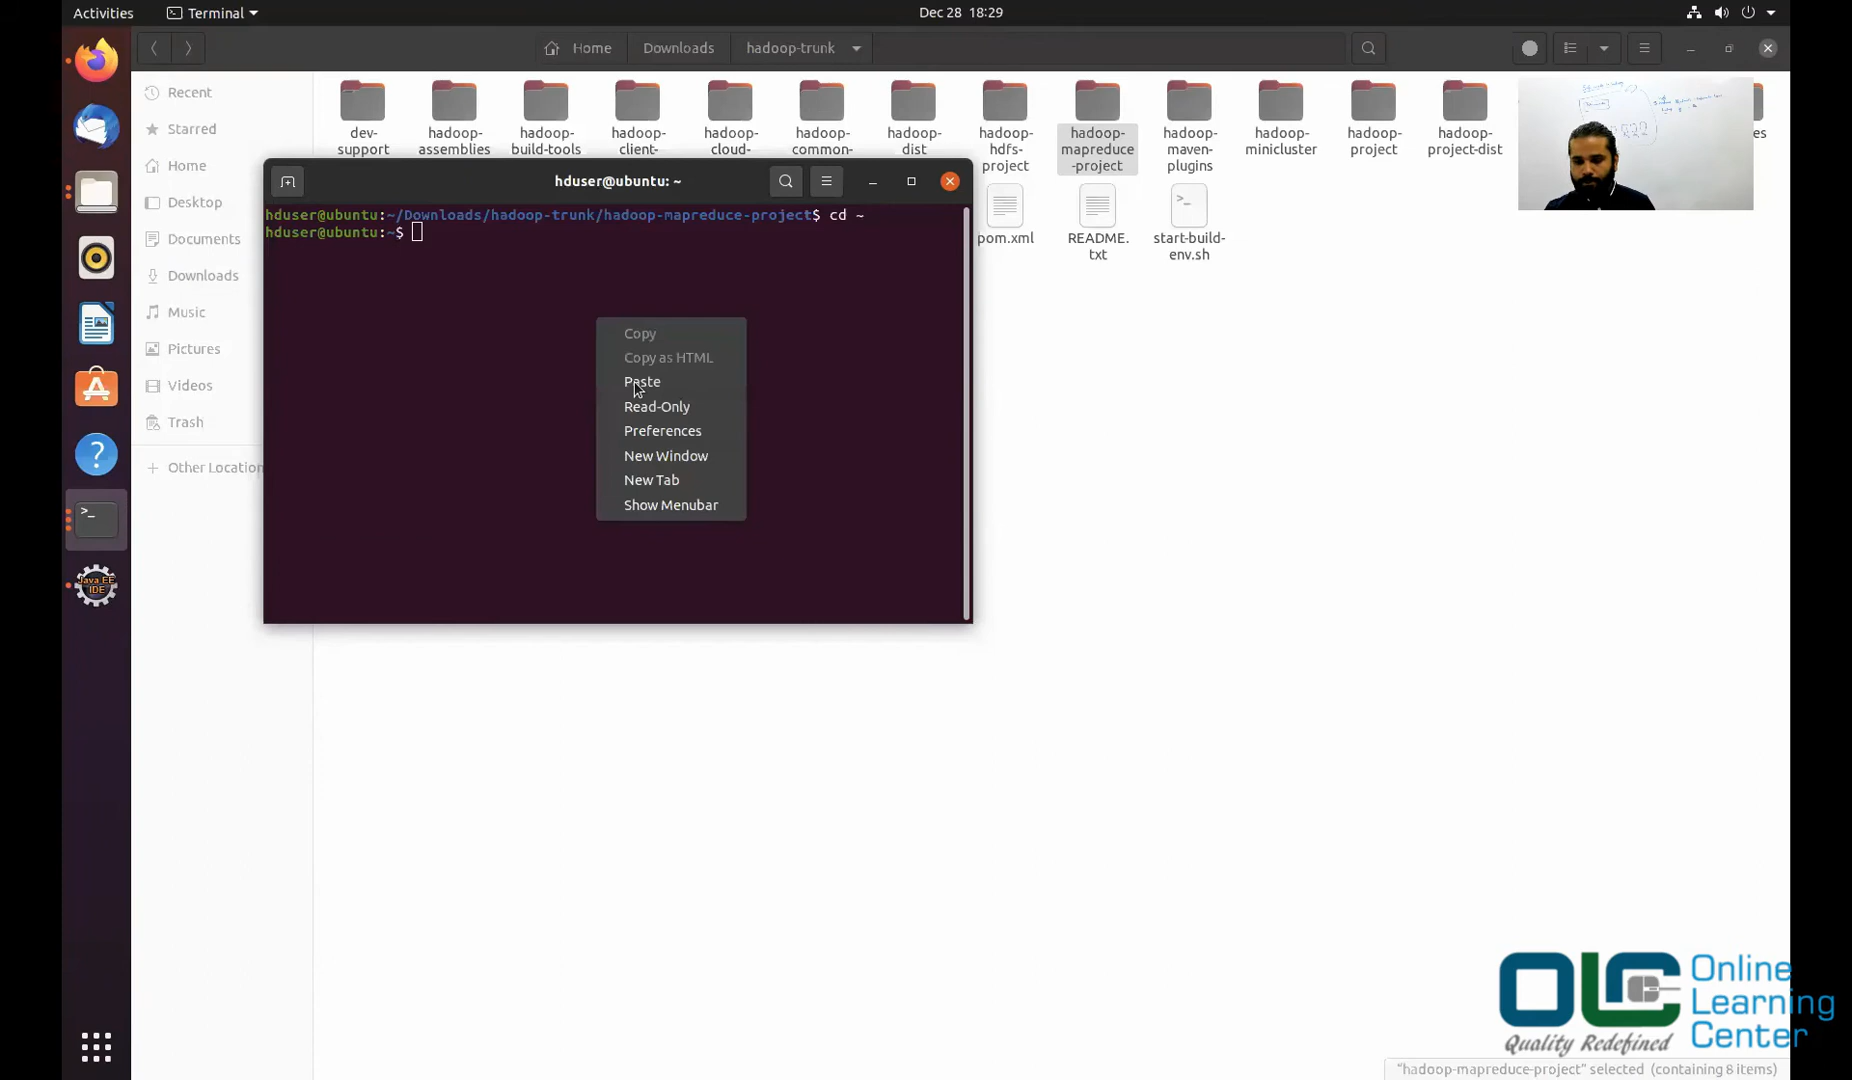 Activities
Terminal
Dec 28 18:29
Home
Downloads
hadoop-trunk
Recent
Starred
Home
Desktop
Documents
Downloads
Music
Pictures
Videos
Trash
Other Location
dev-
support
hadoop-
assemblies
hadoop-
build-tools
hadoop-
client-
hadoop-
cloud-
hadoop-
common-
hadoop-
dist
hadoop-
hdfs-
project
hadoop-
mapreduce
-project
hadoop-
maven-
plugins
hadoop-
minicluster
hadoop-
project
hadoop-
project-dist
es
pom.xml
README.
txt
start-build-
env.sh
hduser@ubuntu: ~
hduser@ubuntu:~/Downloads/hadoop-trunk/hadoop-mapreduce-project$ cd ~
hduser@ubuntu:~$
Copy
Copy as HTML
Paste
Read-Only
Preferences
New Window
New Tab
Show Menubar
Java EE
IDE
OLC
Online
Learning
Center
Quality Redefined
"hadoop-mapreduce-project" selected (containing 8 items)